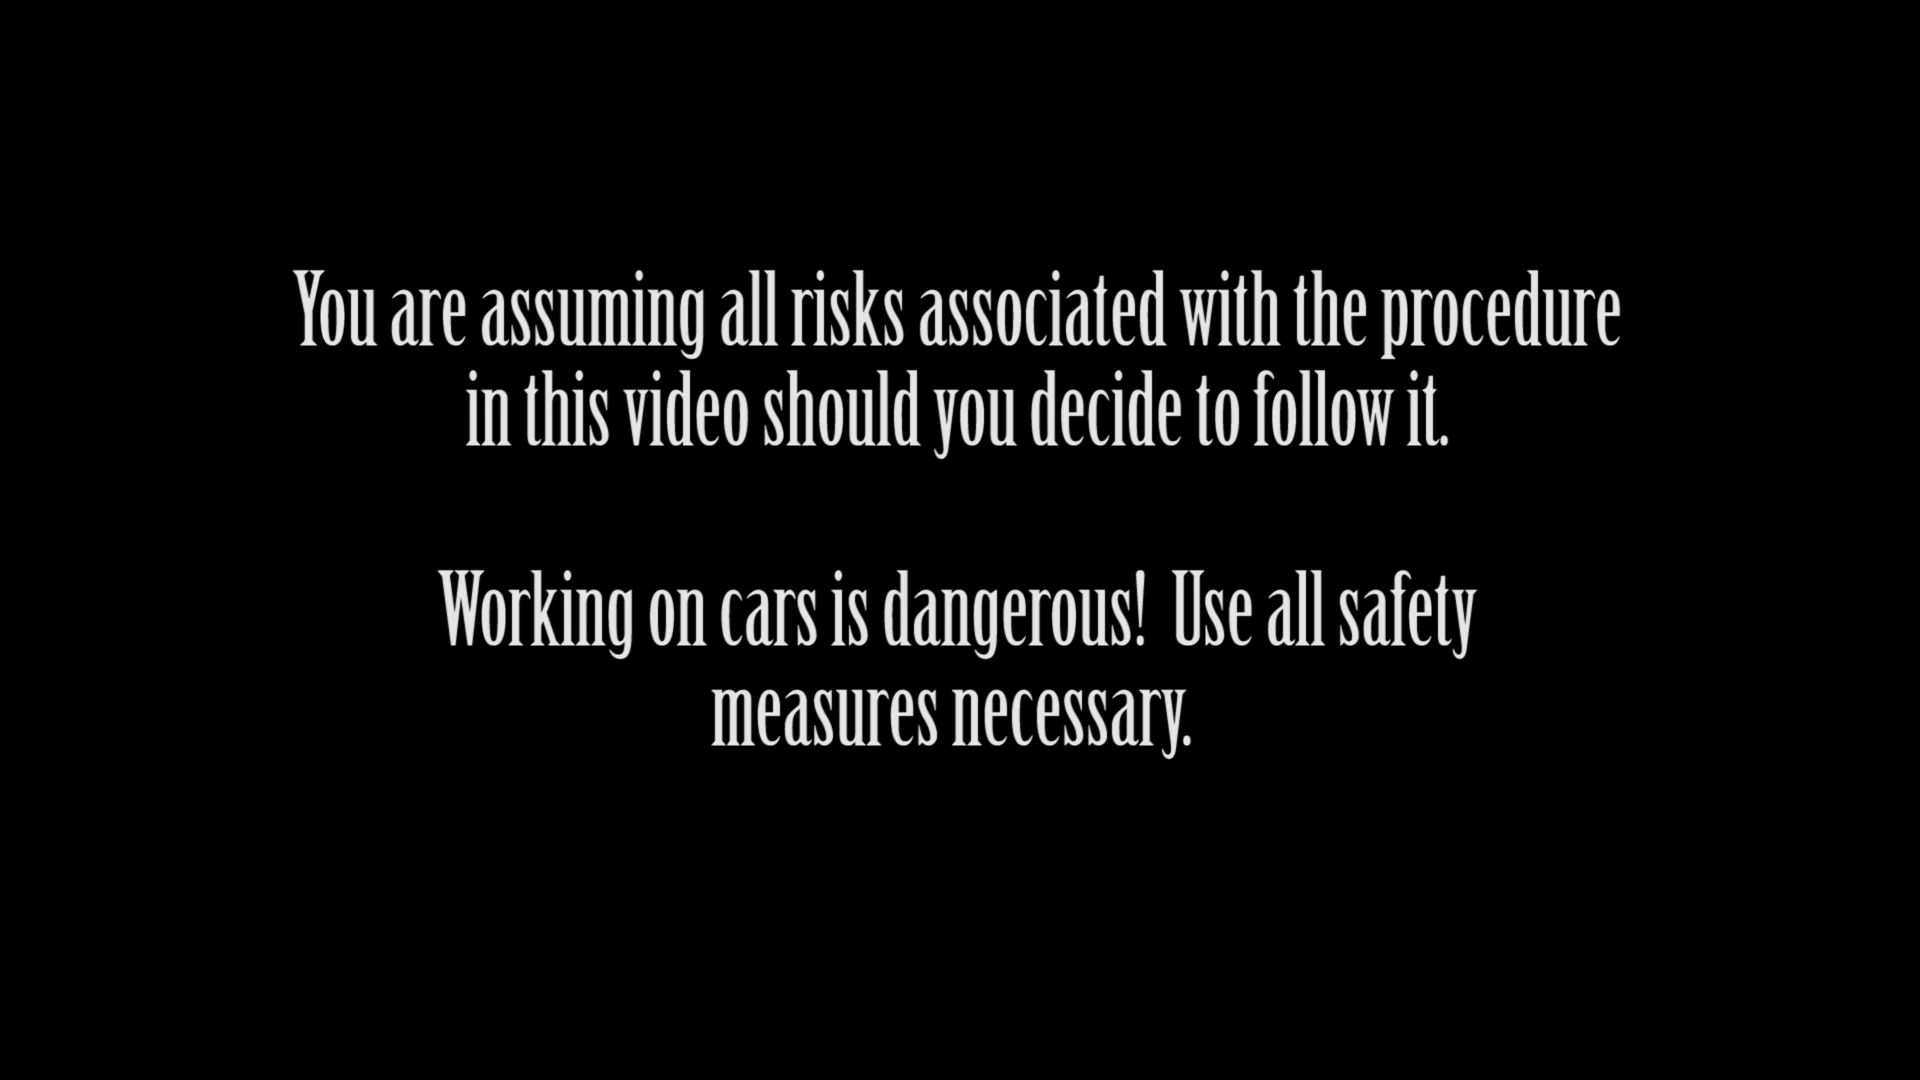 You are assuming all risks associated with the procedure
in this video should you decide to follow it.
Working on cars is dangerous!  Use all safety
measures necessary.